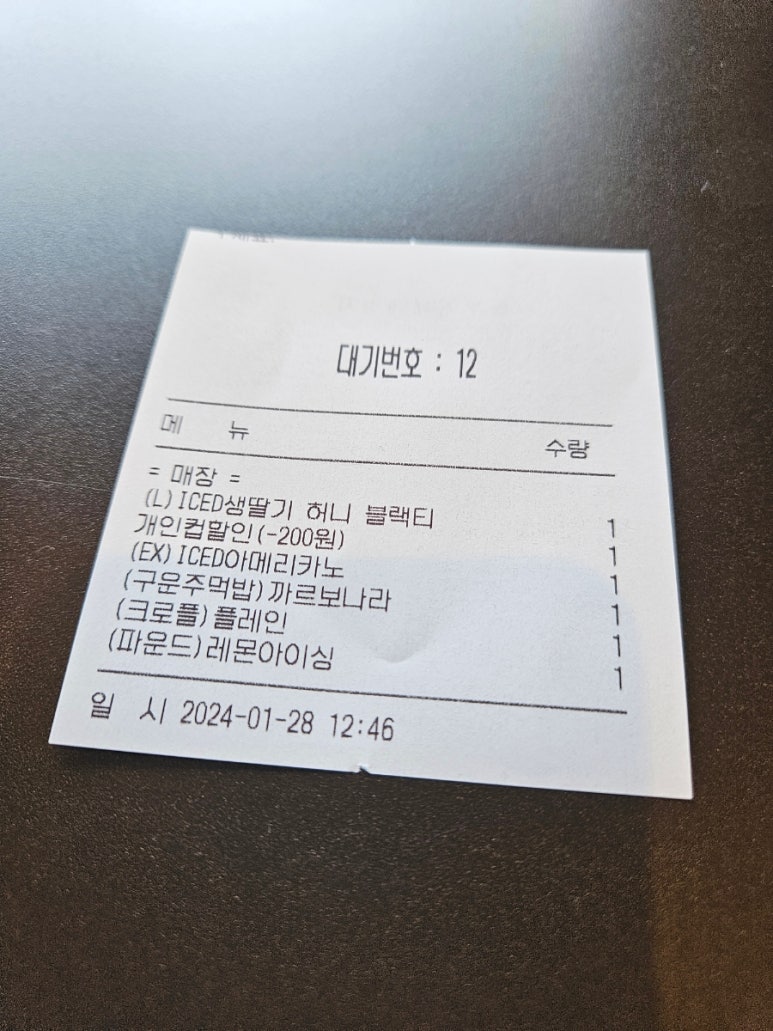 대기번호 : 12
메 뉴 수량
= 매장 =
(L)ICED생딸기 허니 블랙티 1
개인컵할인(-200원) 1
(EX)ICED아메리카노 1
(구운주먹밥)까르보나라 1
(크로플)플레인 1
(파운드)레몬아이싱 1
일 시 2024-01-28 12:46